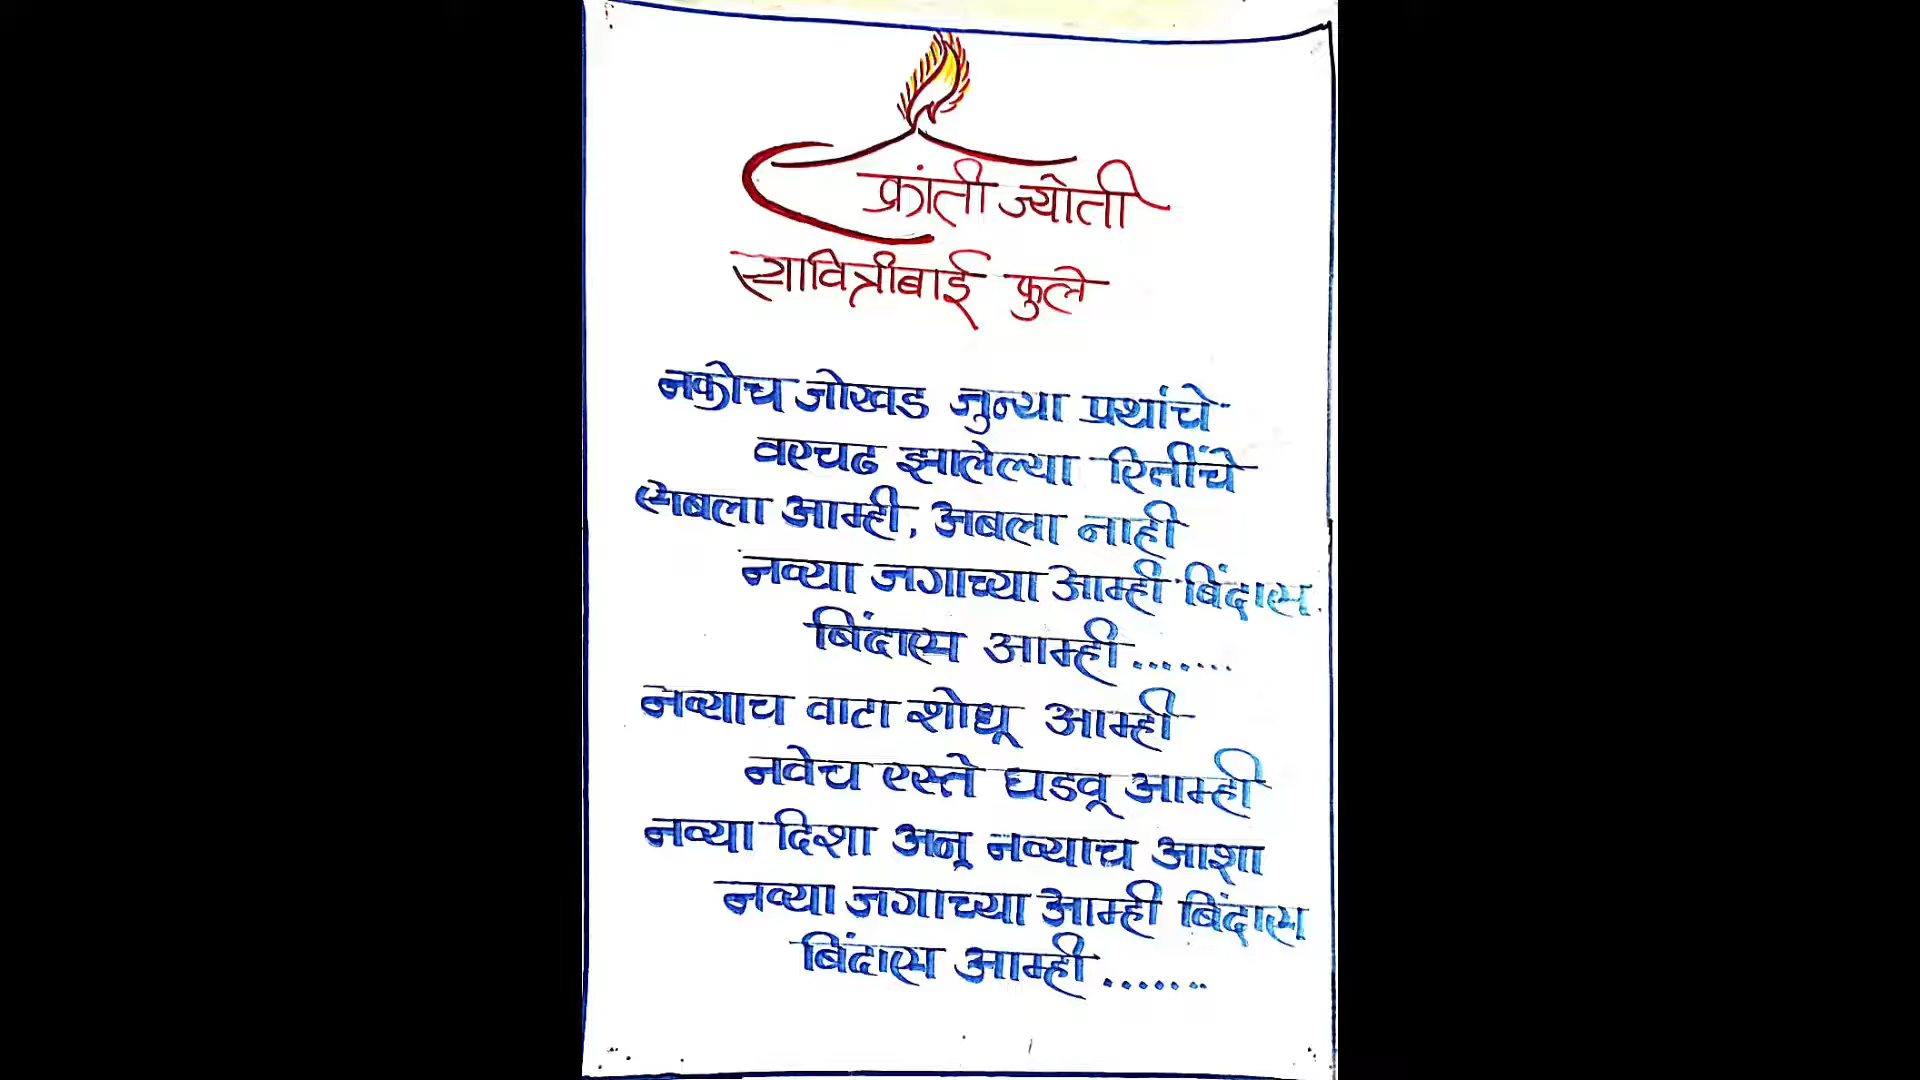 क्रांती ज्योती
सावित्रीबाई फुले
नकोच जोखड जुन्या प्रथांचे
वरचढ झालेल्या रितींचे
सबला आम्ही, अबला नाही
नव्या जगाच्या आम्ही बिंदास
बिंदास आम्ही.......
नव्याच वाटा शोधू आम्ही
नवेच रस्ते घडवू आम्ही
नव्या दिशा अनू नव्याच आशा
नव्या जगाच्या आम्ही बिंदास
बिंदास आम्ही.......